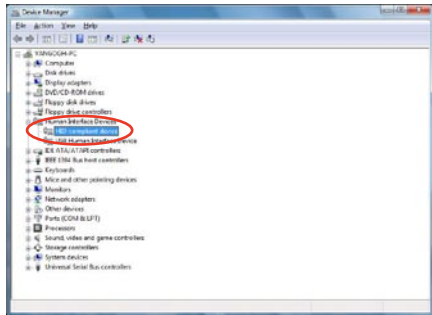 Device Manager
File Action View Help
VANGOGH-PC
Computer
Disk drives
Display adapters
DVD/CD-ROM drives
Floppy disk drives
Floppy drive controllers
Human Interface Devices
HID-compliant device
USB Human Interface Device
IDE ATA/ATAPI controllers
IEEE 1394 Bus host controllers
Keyboards
Mice and other pointing devices
Monitors
Network adapters
Other devices
Ports (COM & LPT)
Processors
Sound, video and game controllers
Storage controllers
System devices
Universal Serial Bus controllers